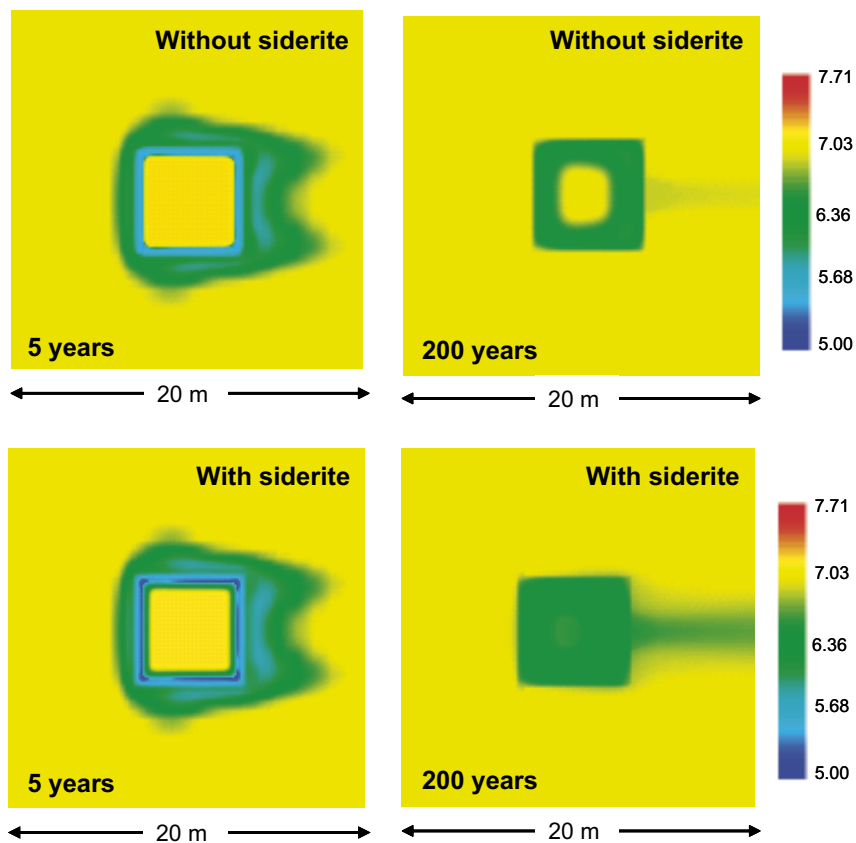 Without siderite
5 years
20 m
Without siderite
200 years
20 m
7.71
7.03
6.36
5.68
5.00
With siderite
5 years
20 m
With siderite
200 years
20 m
7.71
7.03
6.36
5.68
5.00